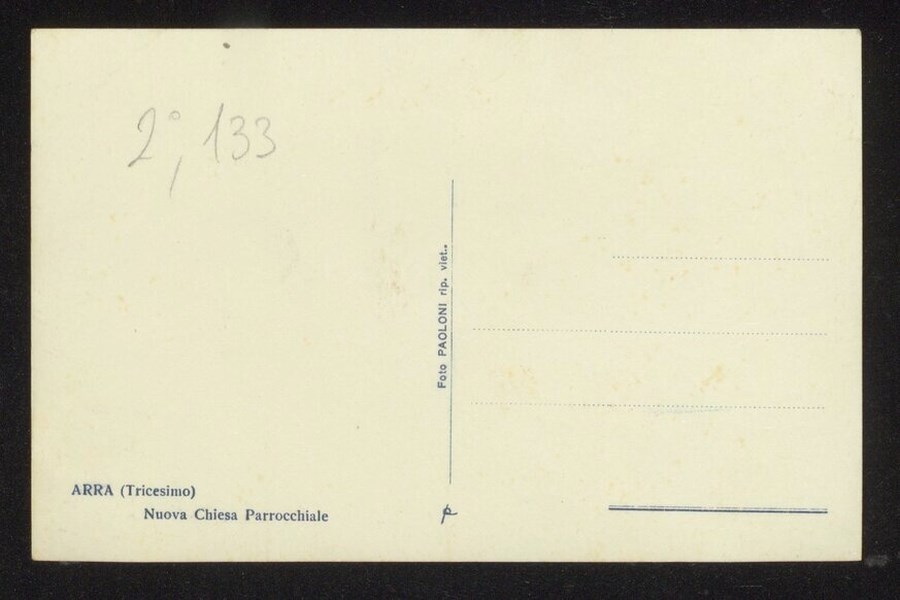 2°, 133
Foto PAOLONI rip. viet..
ARRA (Tricesimo)
Nuova Chiesa Parrocchiale